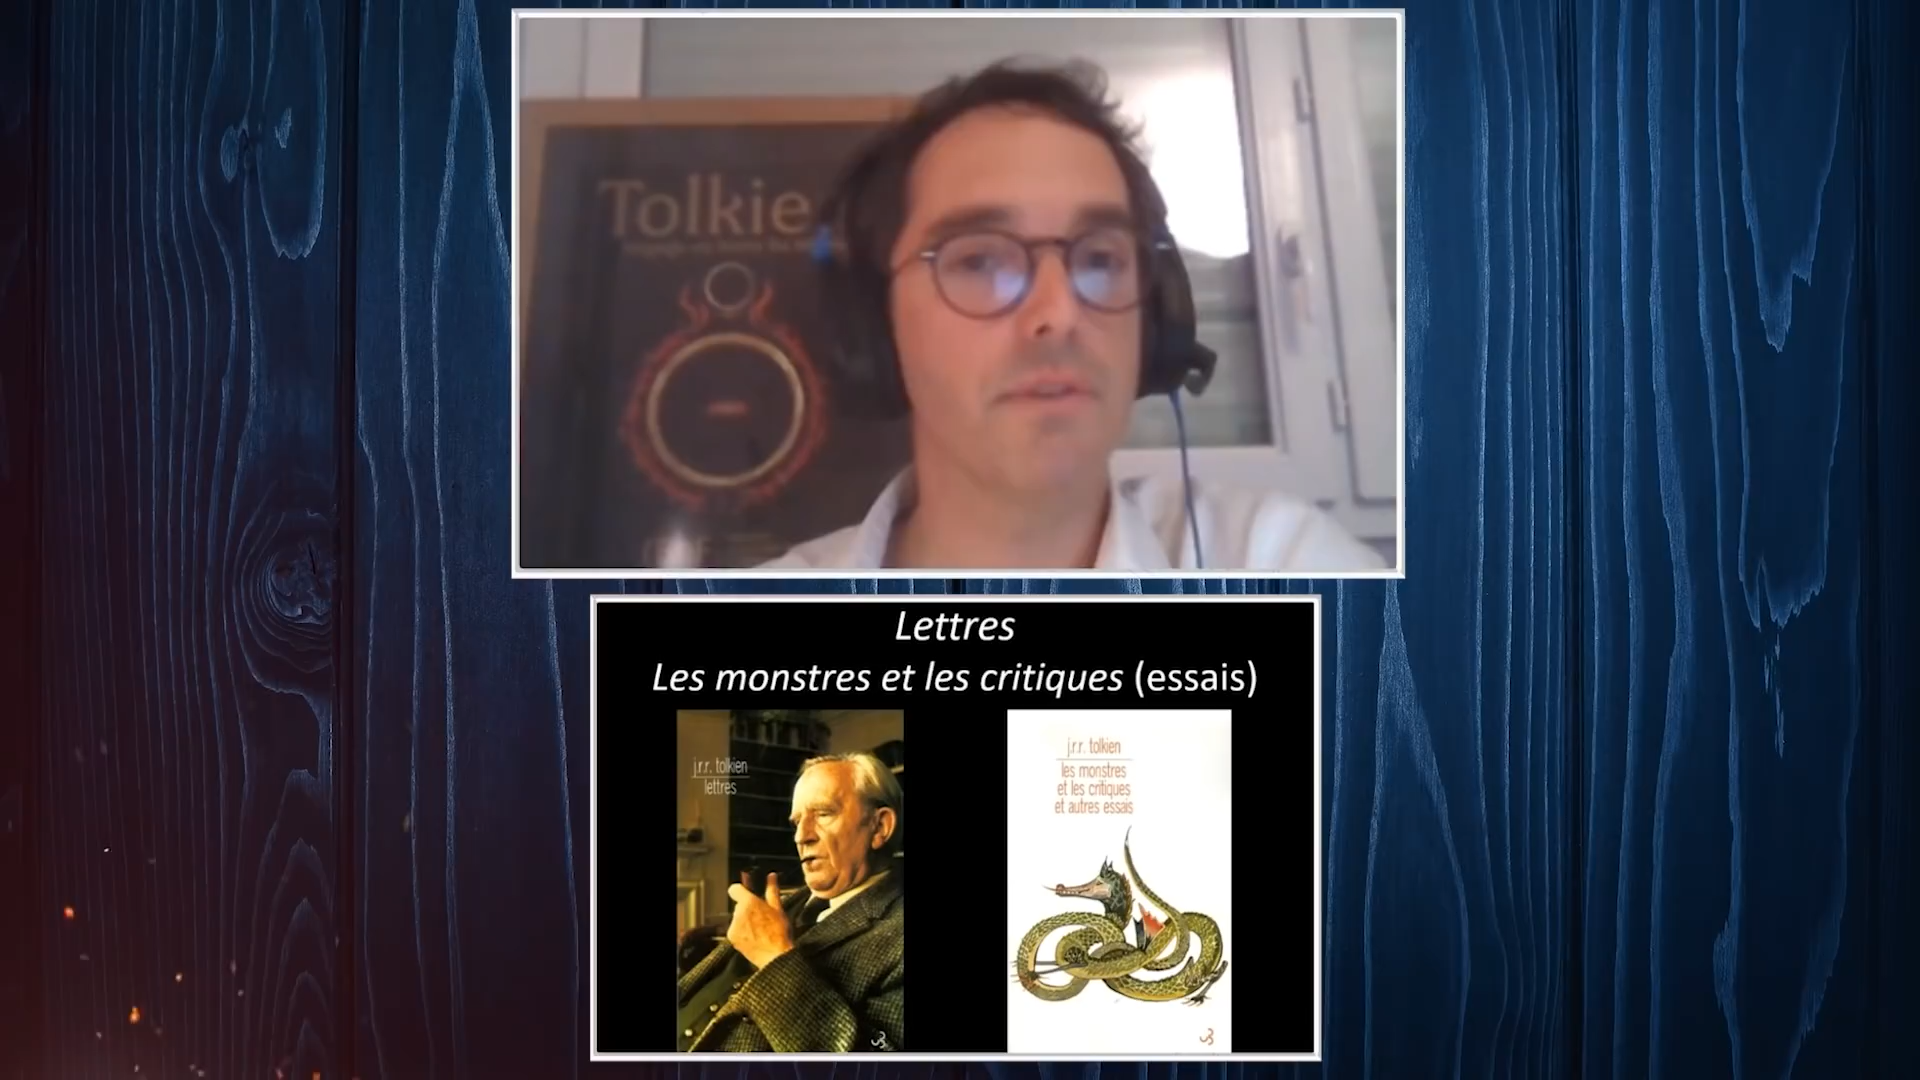 Tolkie
Lettres
Les monstres et les critiques (essais)
j.r.r. tolkien
lettres
j.r.r. tolkien
les monstres
et les critiques
et autres essais